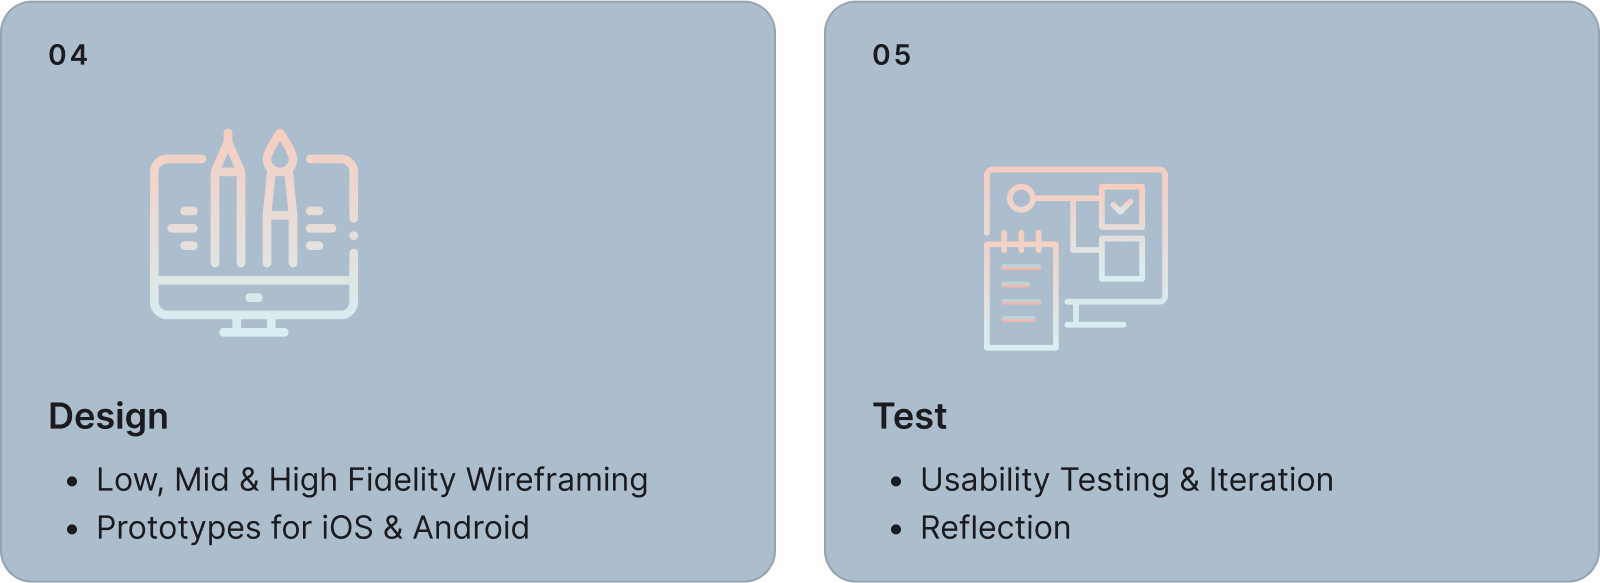 04
Design
• Low, Mid & High Fidelity Wireframing
• Prototypes for iOS & Android
05
Test
• Usability Testing & Iteration
• Reflection